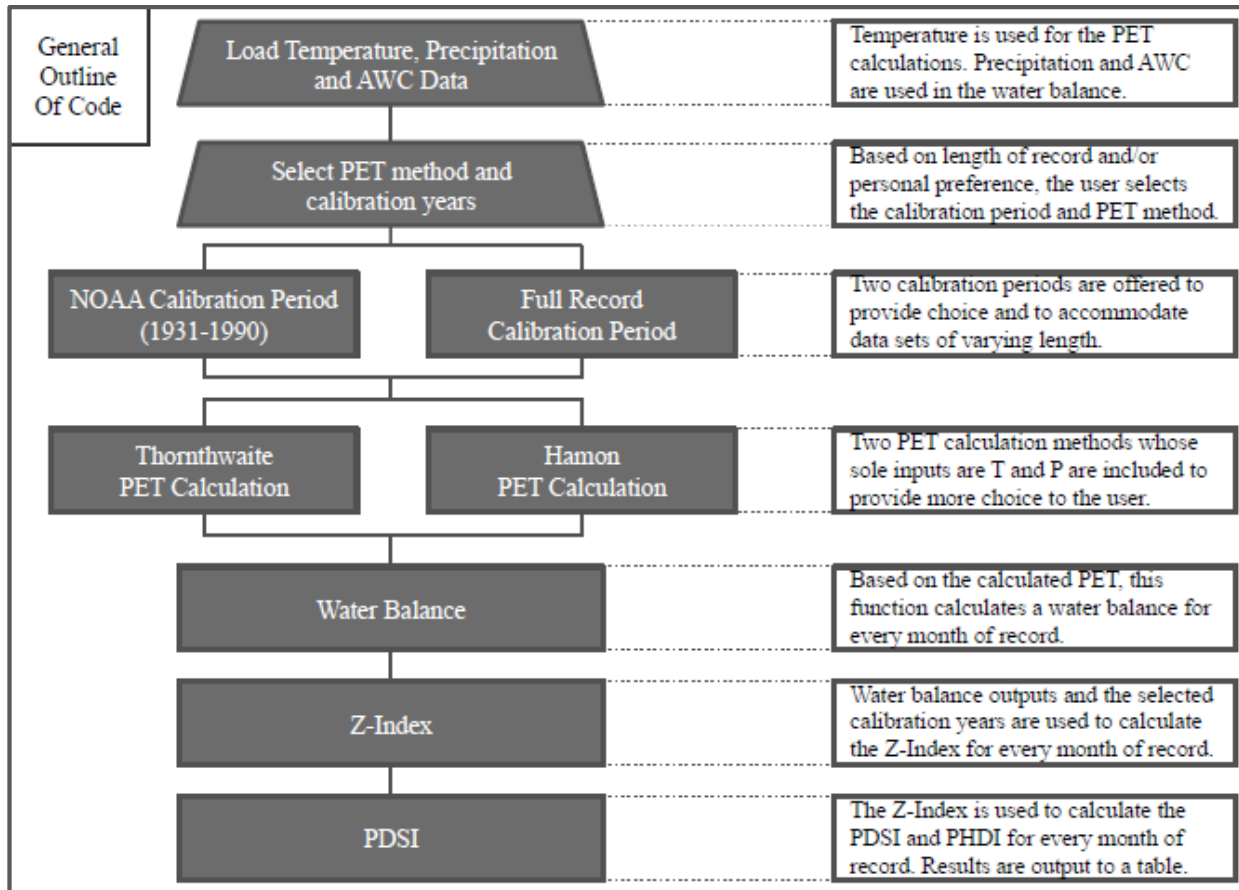 General
Outline
Of Code
Load Temperature, Precipitation
and AWC Data
Temperature is used for the PET
calculations. Precipitation and AWC
are used in the water balance.
Select PET method and
calibration years
Based on length of record and/or
personal preference, the user selects
the calibration period and PET method.
NOAA Calibration Period
(1931-1990)
Full Record
Calibration Period
Two calibration periods are offered to
provide choice and to accommodate
data sets of varying length.
Thornthwaite
PET Calculation
Hamon
PET Calculation
Two PET calculation methods whose
sole inputs are T and P are included to
provide more choice to the user.
Water Balance
Based on the calculated PET, this
function calculates a water balance for
every month of record.
Z-Index
Water balance outputs and the selected
calibration years are used to calculate
the Z-Index for every month of record.
PDSI
The Z-Index is used to calculate the
PDSI and PHDI for every month of
record. Results are output to a table.